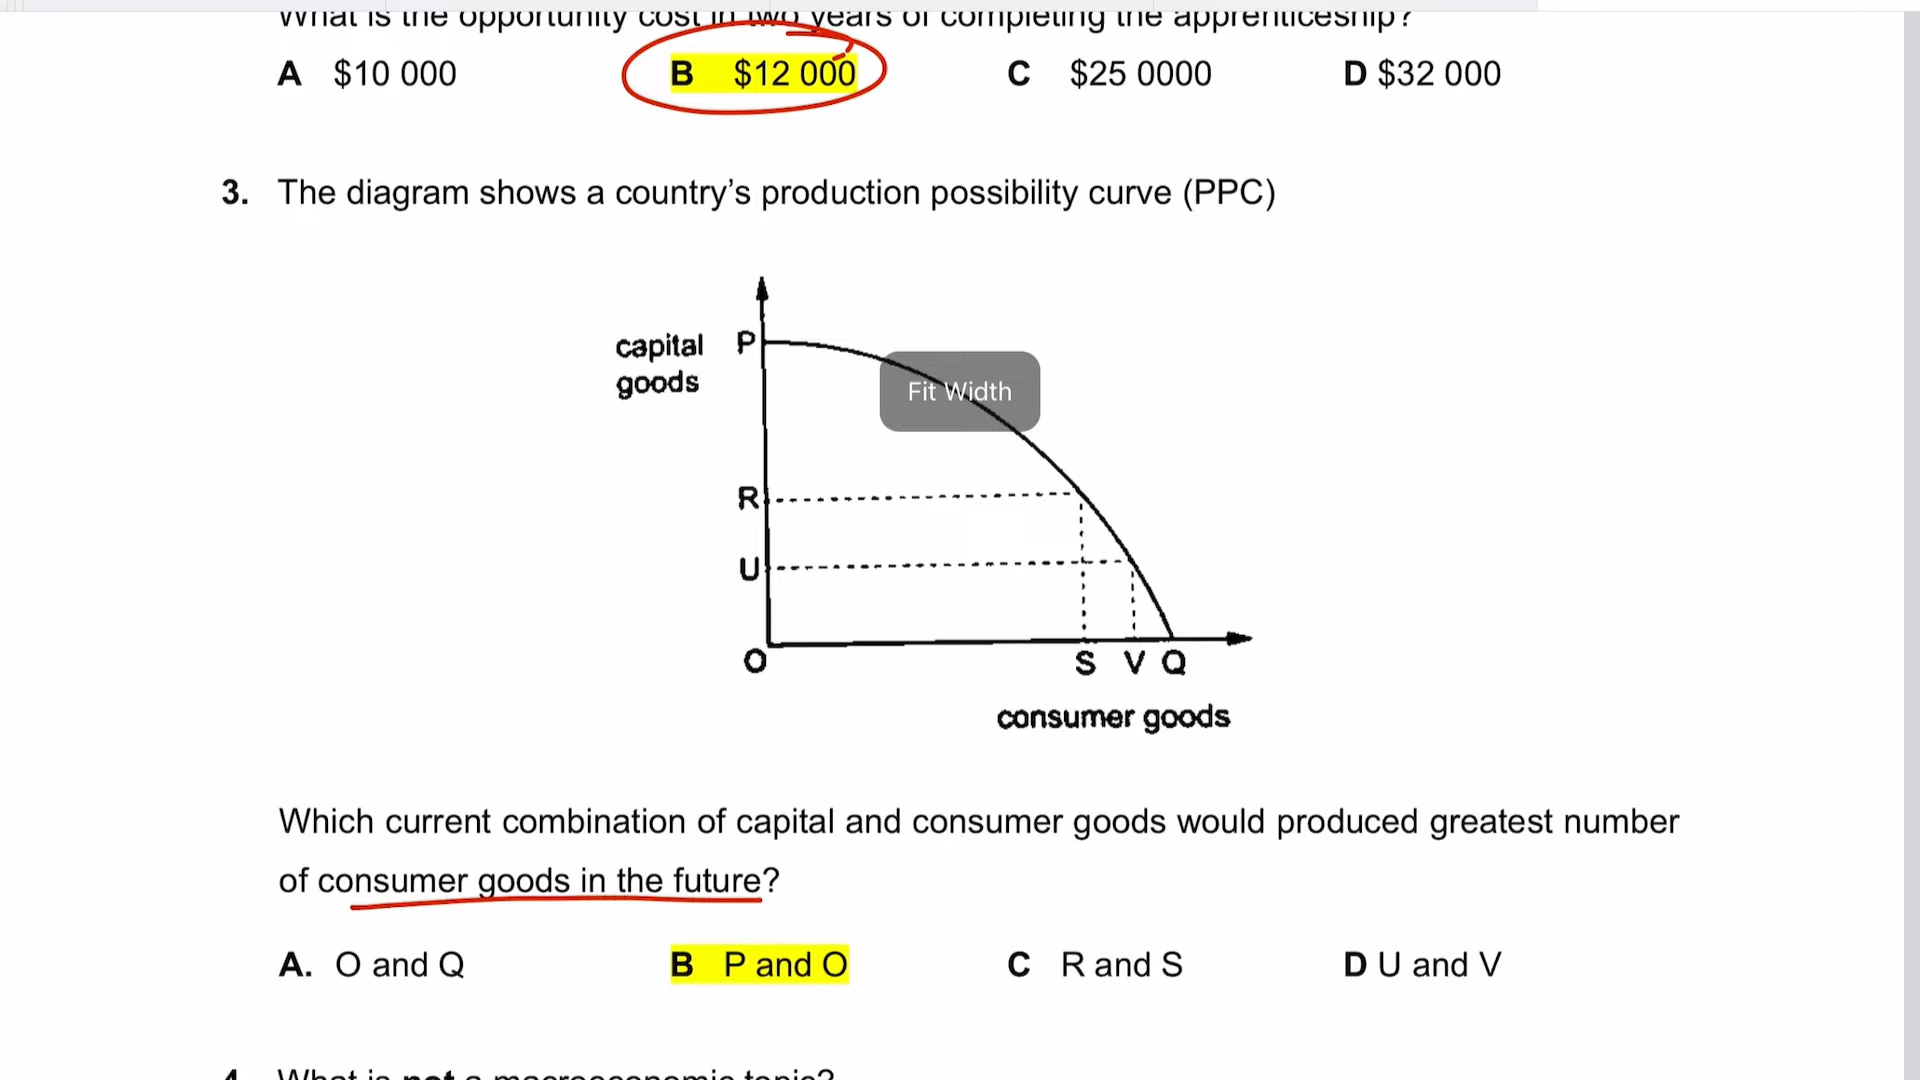 What is the opportunity cost in two years of completing the apprenticeship?
A $10 000 B $12 000 C $25 0000 D $32 000
3. The diagram shows a country’s production possibility curve (PPC)
capital
goods
P
Fit Width
R
U
O
S V Q
consumer goods
Which current combination of capital and consumer goods would produced greatest number
of consumer goods in the future?
A. O and Q B P and O C R and S D U and V
4. What is not a macroeconomic topic?